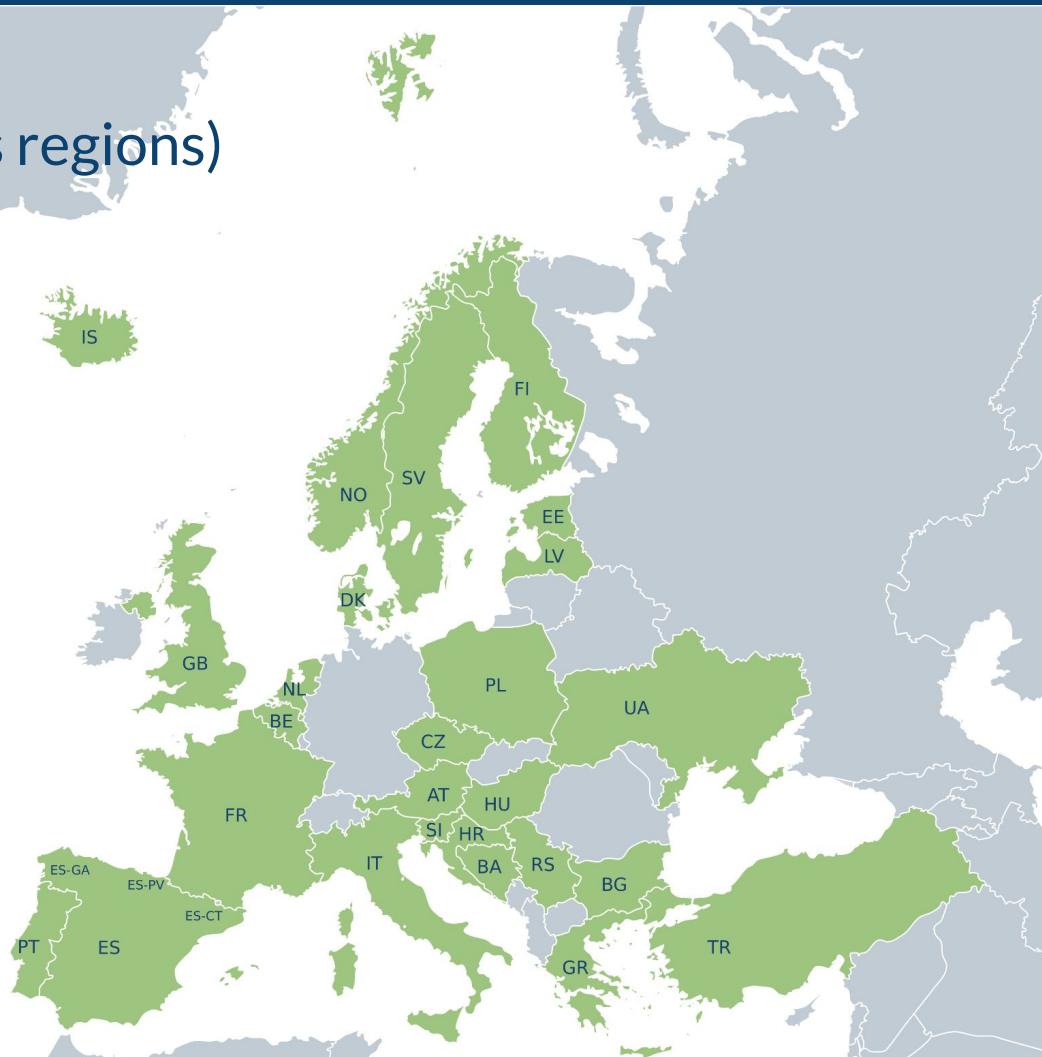 s regions)
IS
FI
SV
NO
EE
LV
DK
GB
NL
PL
UA
BE
CZ
AT
HU
FR
SI
HR
IT
BA
RS
ES-GA
ES-PV
BG
ES-CT
PT
ES
TR
GR